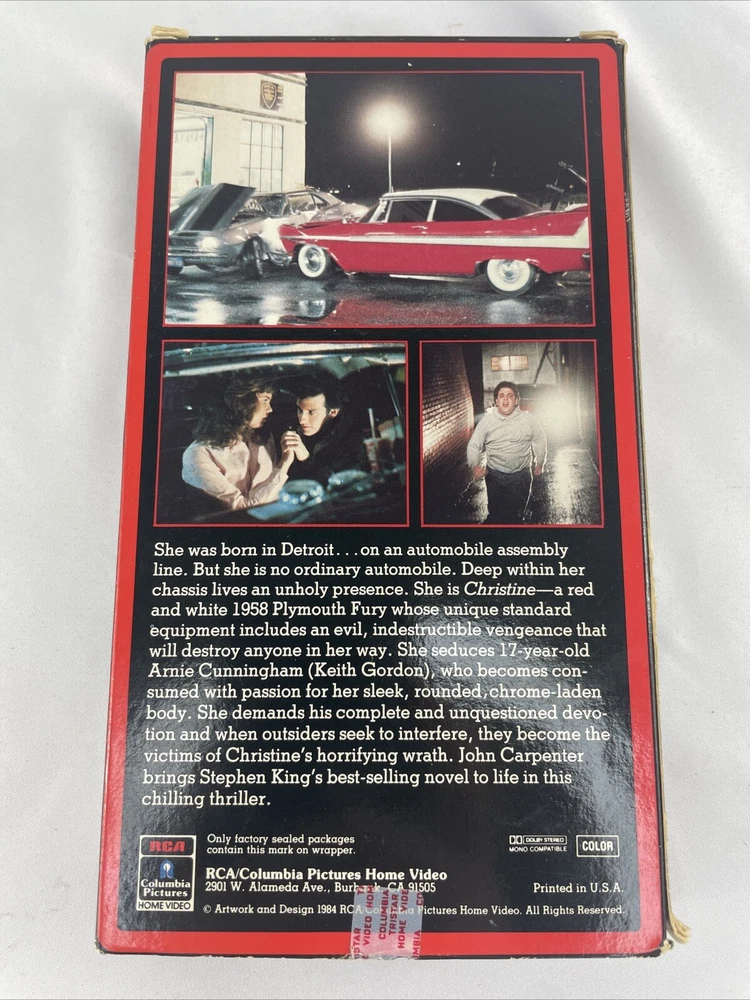 She was born in Detroit...on an automobile assembly
line. But she is no ordinary automobile. Deep within her
chassis lives an unholy presence. She is Christine—a red
and white 1958 Plymouth Fury whose unique standard
equipment includes an evil, indestructible vengeance that
will destroy anyone in her way. She seduces 17-year-old
Arnie Cunningham (Keith Gordon), who becomes con-
sumed with passion for her sleek, rounded, chrome-laden
body. She demands his complete and unquestioned devo-
tion and when outsiders seek to interfere, they become the
victims of Christine's horrifying wrath. John Carpenter
brings Stephen King's best-selling novel to life in this
chilling thriller.
RCA
Columbia
Pictures
HOME VIDEO
Only factory sealed packages
contain this mark on wrapper.
DOLBY STEREO
MONO COMPATIBLE
COLOR
RCA/Columbia Pictures Home Video
2901 W. Alameda Ave., Burbank, CA 91505
Printed in U.S.A.
© Artwork and Design 1984 RCA/Columbia Pictures Home Video. All Rights Reserved.
COLUMBIA
TRISTAR
HOME VIDE